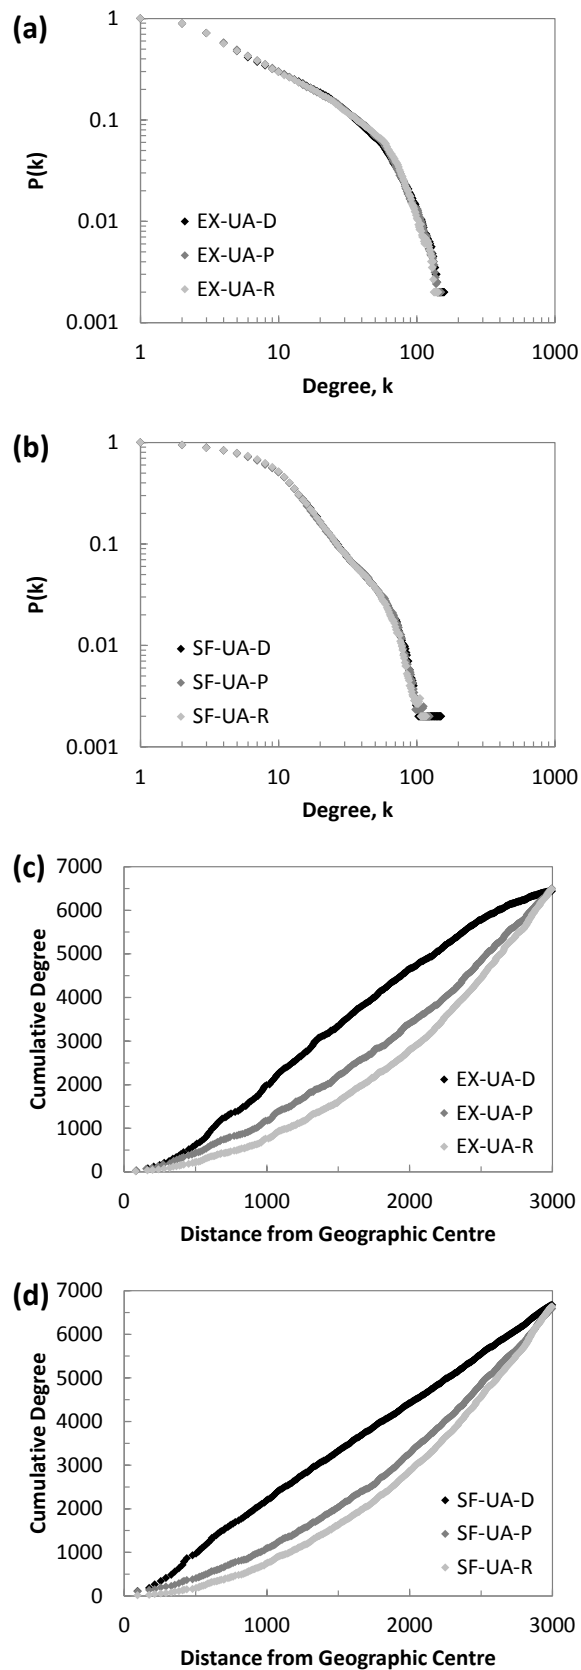 (a)
1
0.1
0.01
0.001
P(k)
EX-UA-D
EX-UA-P
EX-UA-R
1 10 100 1000
Degree, k
(b)
1
0.1
0.01
0.001
P(k)
SF-UA-D
SF-UA-P
SF-UA-R
1 10 100 1000
Degree, k
(c)
7000
6000
5000
4000
3000
2000
1000
0
Cumulative Degree
EX-UA-D
EX-UA-P
EX-UA-R
0 1000 2000 3000
Distance from Geographic Centre
(d)
7000
6000
5000
4000
3000
2000
1000
0
Cumulative Degree
SF-UA-D
SF-UA-P
SF-UA-R
0 1000 2000 3000
Distance from Geographic Centre